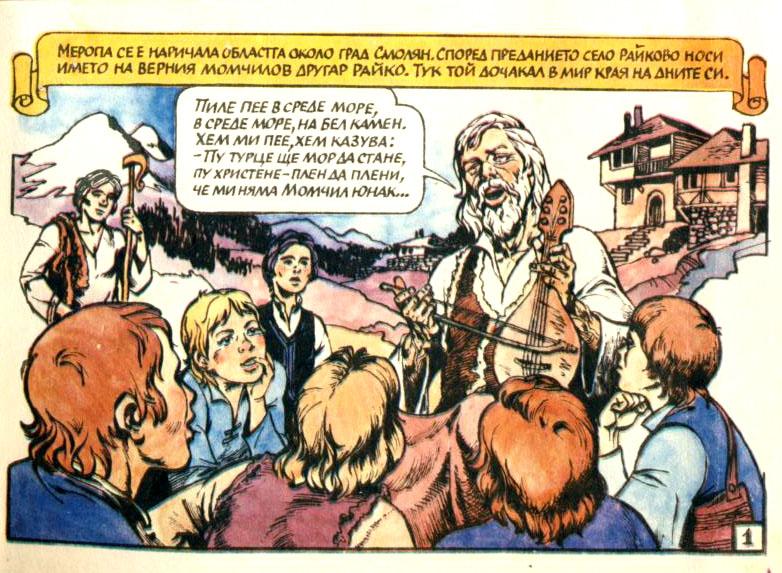 МЕРОПА СЕ Е НАРИЧАЛА ОБЛАСТТА ОКОЛО ГРАД СМОЛЯН. СПОРЕД ПРЕДАНИЕТО СЕЛО РАЙКОВО НОСИ
ИМЕТО НА ВЕРНИЯ МОМЧИЛОВ ДРУГАР РАЙКО. ТУК ТОЙ ДОЧАКАЛ В МИР КРАЯ НА ДНИТЕ СИ.
ПИЛЕ ПЕЕ В СРЕДЕ МОРЕ,
В СРЕДЕ МОРЕ, НА БЕЛ КАМЕН.
ХЕМ МИ ПЕЕ, ХЕМ КАЗУВА:
-ПУ ТУРЦЕ ЩЕ МОР ДА СТАНЕ,
ПУ ХРИСТЕНЕ-ПЛЕН ДА ПЛЕНИ,
ЧЕ МИ НЯМА МОМЧИЛ ЮНАК...
1